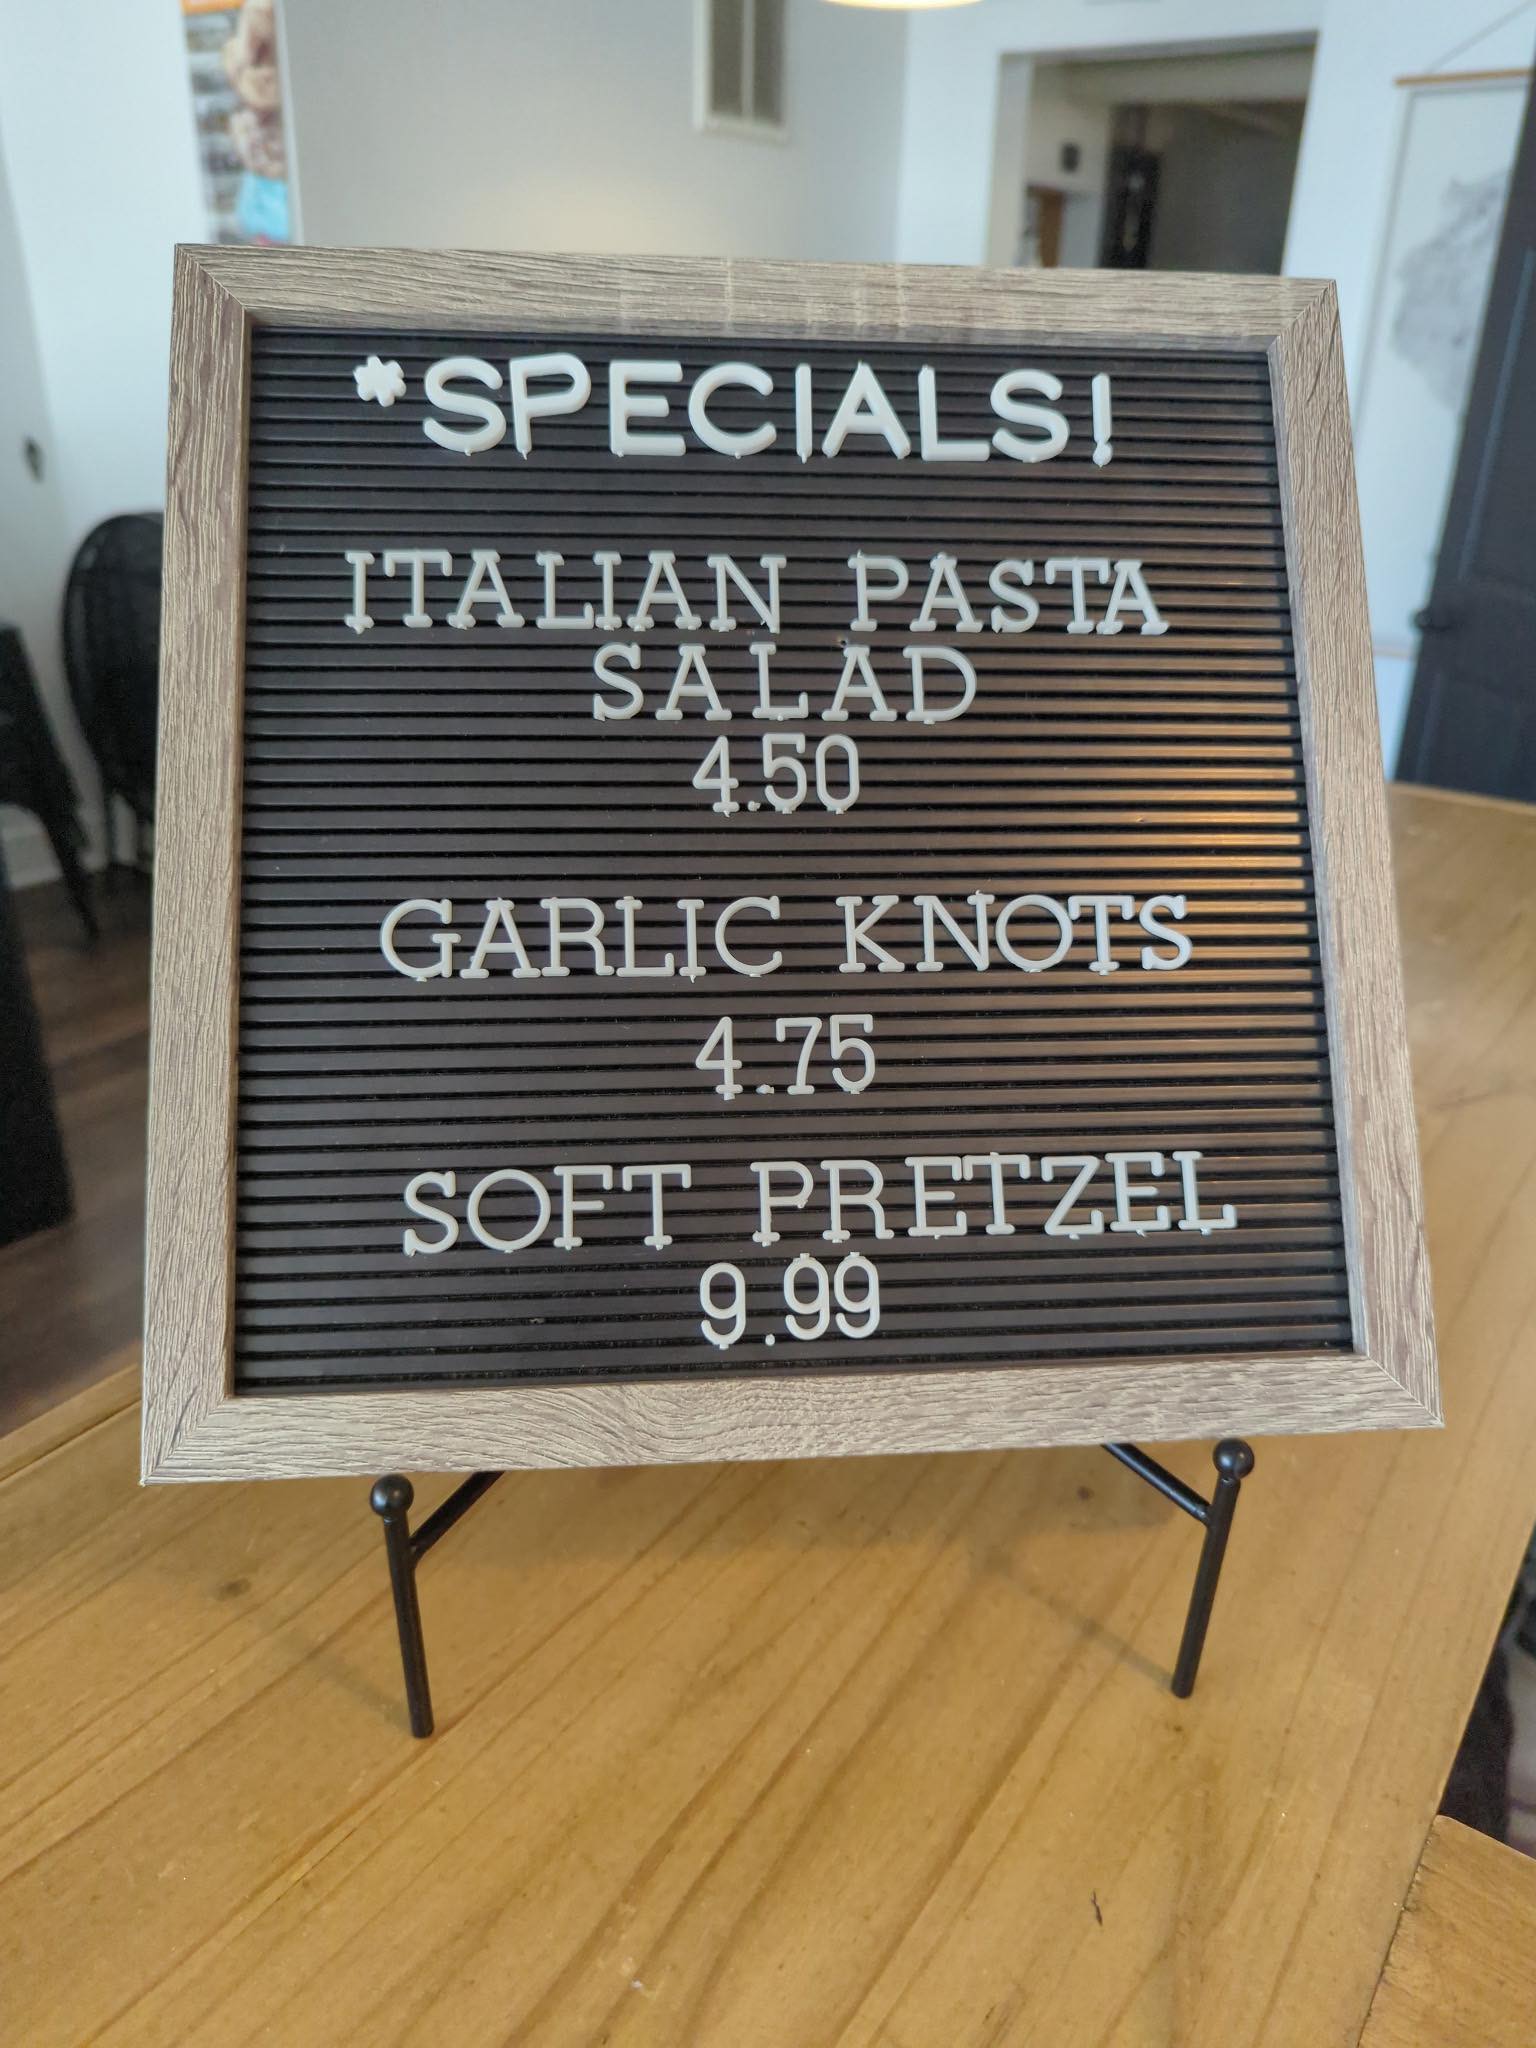 *SPECIALS!
ITALIAN PASTA
SALAD
4.50
GARLIC KNOTS
4.75
SOFT PRETZEL
9.99